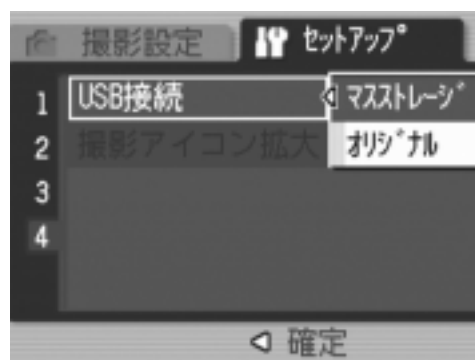 撮影設定 セットアップ
1 USB接続 マスストレージ
2 撮影アイコン拡大 オリジナル
3
4
確定